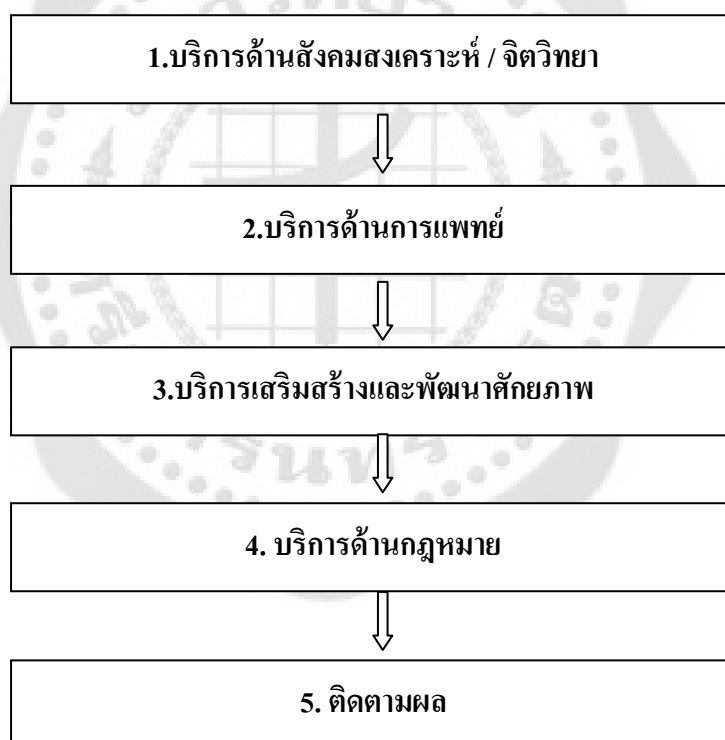 1.บริการด้านสังคมสงเคราะห์ / จิตวิทยา
2.บริการด้านการแพทย์
3.บริการเสริมสร้างและพัฒนาศักยภาพ
4. บริการด้านกฎหมาย
5. ติดตามผล